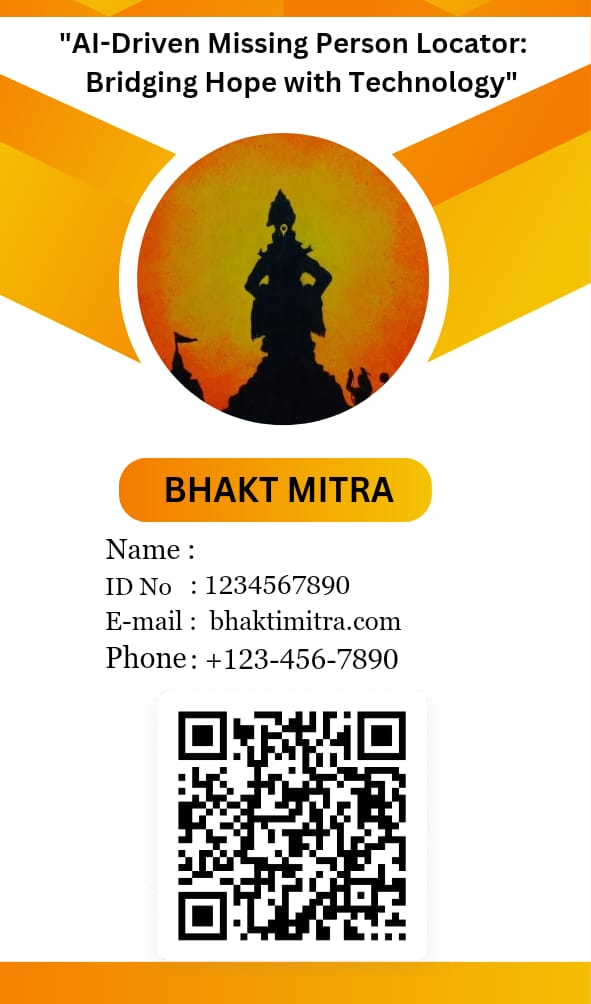 "AI-Driven Missing Person Locator:
Bridging Hope with Technology"
BHAKT MITRA
Name :
ID No : 1234567890
E-mail : bhaktimitra.com
Phone : +123-456-7890